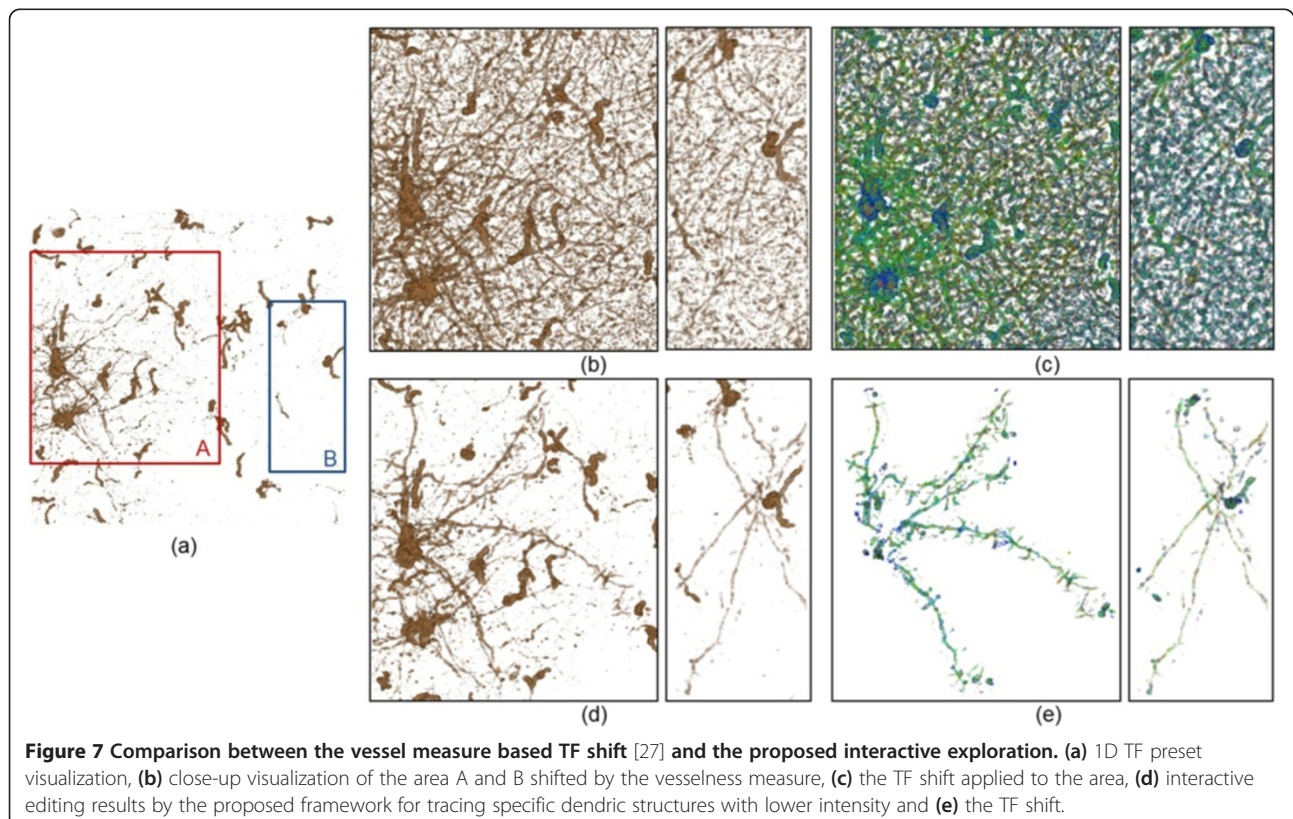 A
B
(a)
(b)
(c)
(d)
(e)
Figure 7 Comparison between the vessel measure based TF shift [27] and the proposed interactive exploration. (a) 1D TF preset
visualization, (b) close-up visualization of the area A and B shifted by the vesselness measure, (c) the TF shift applied to the area, (d) interactive
editing results by the proposed framework for tracing specific dendric structures with lower intensity and (e) the TF shift.